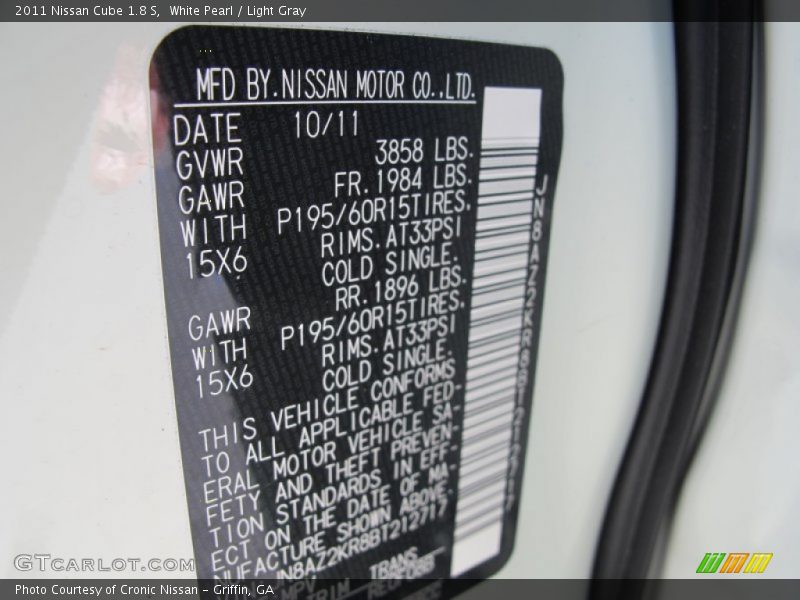 2011 Nissan Cube 1.8 S, White Pearl / Light Gray
MFD BY.NISSAN MOTOR CO.,LTD.
DATE 10/11
GVWR 3858 LBS.
GAWR FR. 1984 LBS.
WITH P195/60R15TIRES.
15X6 RIMS.AT33PSI
COLD SINGLE.
GAWR RR. 1896 LBS.
WITH P195/60R15TIRES.
15X6 RIMS.AT33PSI
COLD SINGLE.
THIS VEHICLE CONFORMS
TO ALL APPLICABLE FED-
ERAL MOTOR VEHICLE SA-
FETY AND THEFT PREVEN-
TION STANDARDS IN EFF-
ECT ON THE DATE OF MA-
NUFACTURE SHOWN ABOVE.
JN8AZ2KR8BT212717
MPV TRANS
TRIM
GTcarlot.com
Photo Courtesy of Cronic Nissan - Griffin, GA